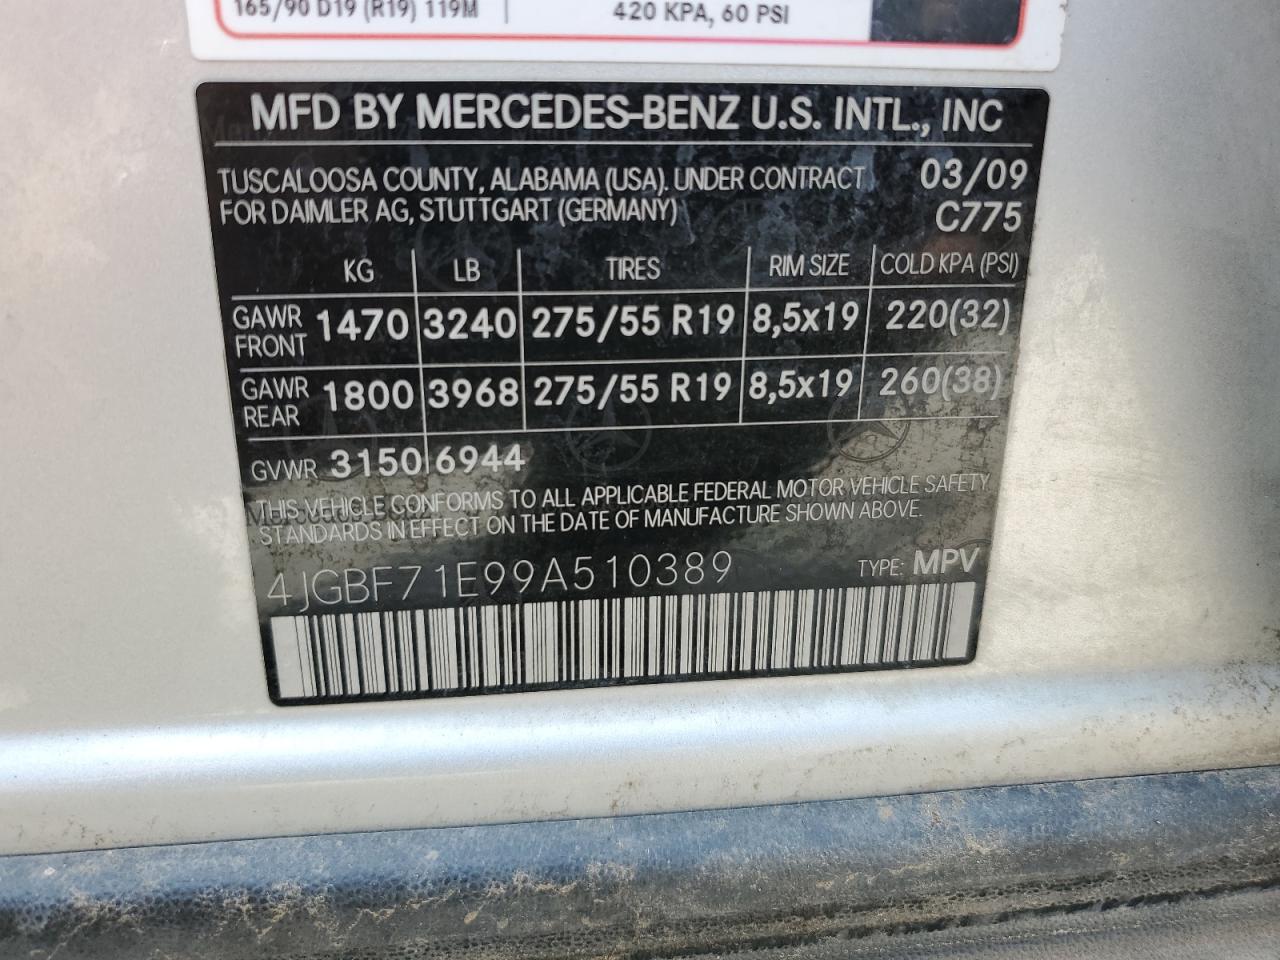 165/90 D19 (R19) 119M 420 KPA, 60 PSI
MFD BY MERCEDES-BENZ U.S. INTL., INC
TUSCALOOSA COUNTY, ALABAMA (USA). UNDER CONTRACT 03/09
FOR DAIMLER AG, STUTTGART (GERMANY) C775
KG LB TIRES RIM SIZE COLD KPA (PSI)
GAWR FRONT 1470 3240 275/55 R19 8,5x19 220(32)
GAWR REAR 1800 3968 275/55 R19 8,5x19 260(38)
GVWR 3150 6944
THIS VEHICLE CONFORMS TO ALL APPLICABLE FEDERAL MOTOR VEHICLE SAFETY
STANDARDS IN EFFECT ON THE DATE OF MANUFACTURE SHOWN ABOVE.
4JGBF71E99A510389 TYPE: MPV